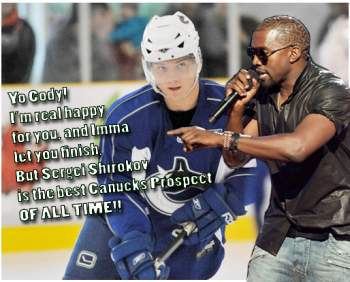 Yo Cody!
I'm real happy
for you, and Imma
let you finish
But Sergei Shirokov
is the best Canucks Prospect
OF ALL TIME!!